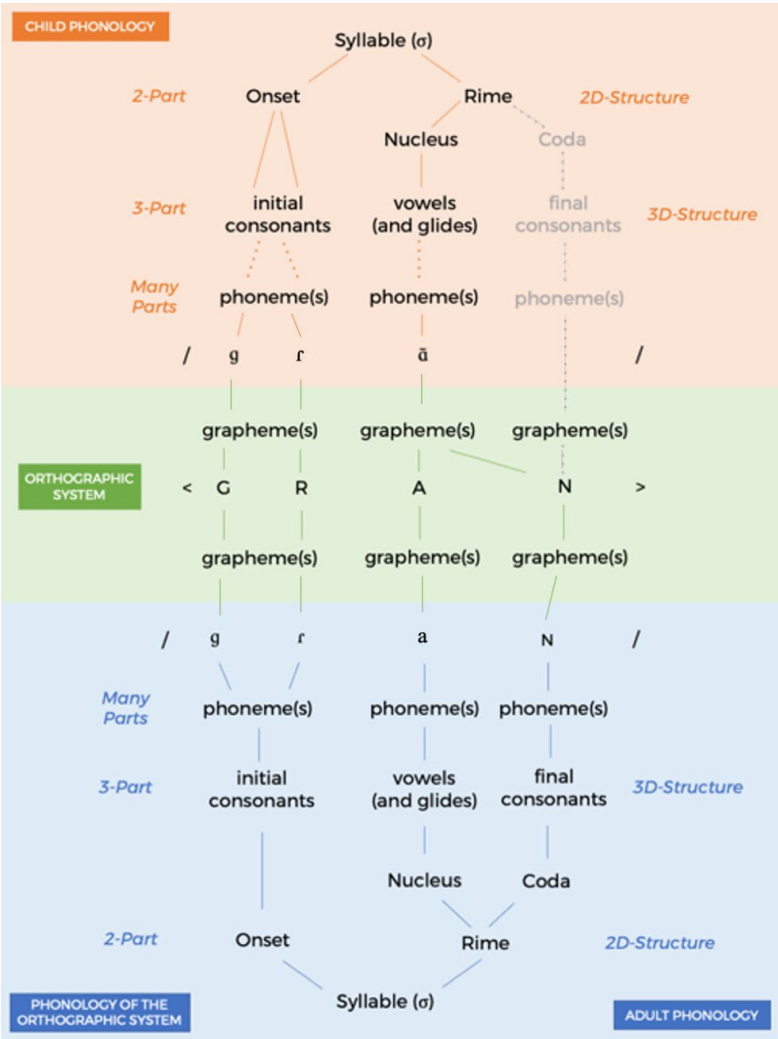 CHILD PHONOLOGY
Syllable (σ)
2-Part Onset Rime 2D-Structure
Nucleus Coda
3-Part initial consonants vowels (and glides) final consonants 3D-Structure
Many Parts phoneme(s) phoneme(s) phoneme(s)
/ g ɾ ã /
grapheme(s) grapheme(s) grapheme(s)
ORTHOGRAPHIC SYSTEM < G R A N >
grapheme(s) grapheme(s) grapheme(s)
/ g ɾ a N /
Many Parts phoneme(s) phoneme(s) phoneme(s)
3-Part initial consonants vowels (and glides) final consonants 3D-Structure
Nucleus Coda
2-Part Onset Rime 2D-Structure
Syllable (σ)
PHONOLOGY OF THE ORTHOGRAPHIC SYSTEM ADULT PHONOLOGY